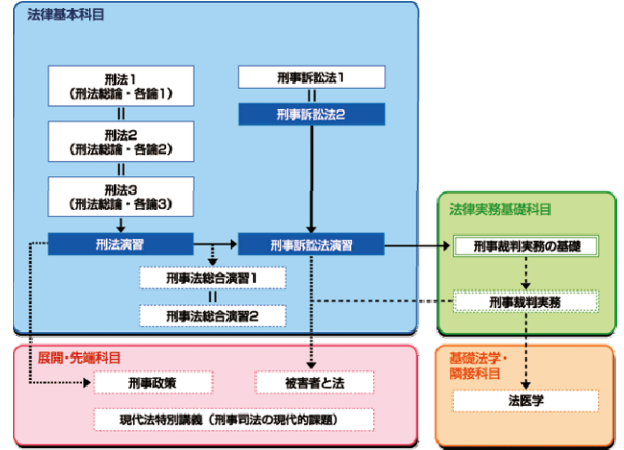 法律基本科目
刑法1
(刑法総論・各論1)
刑法2
(刑法総論・各論2)
刑法3
(刑法総論・各論3)
刑法演習
刑事訴訟法1
刑事訴訟法2
刑事訴訟法演習
刑事法総合演習1
刑事法総合演習2
法律実務基礎科目
刑事裁判実務の基礎
刑事裁判実務
展開・先端科目
刑事政策
被害者と法
現代法特別講義(刑事司法の現代的課題)
基礎法学・
隣接科目
法医学